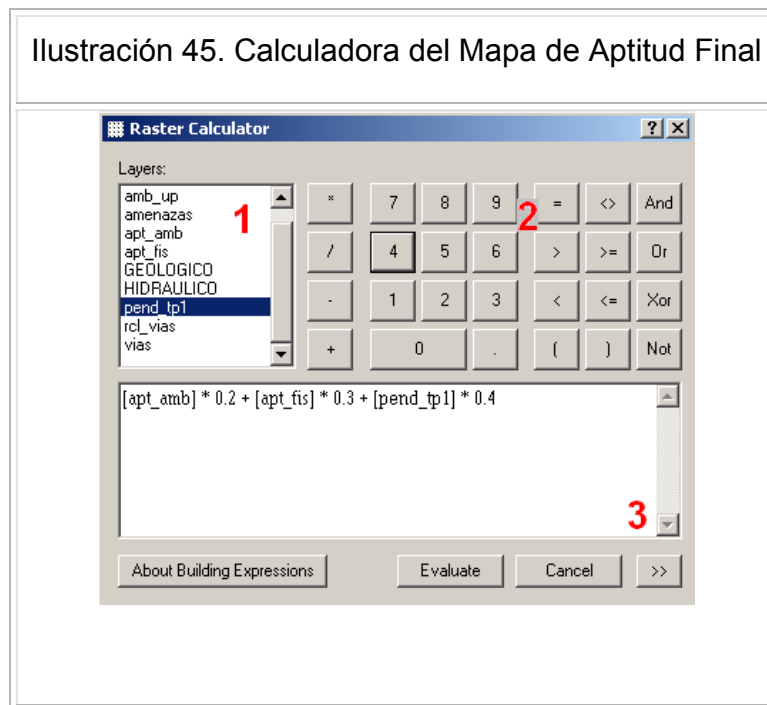 Ilustración 45. Calculadora del Mapa de Aptitud Final
Raster Calculator ? ×
Layers:
amb_up
amenazas
apt_amb
apt_fis
GEOLOGICO
HIDRAULICO
pend_tp1
rcl_vias
vias
1
* 7 8 9 = <> And
2
/ 4 5 6 > >= Or
- 1 2 3 < <= Xor
+ 0 . ( ) Not
[apt_amb] * 0.2 + [apt_fis] * 0.3 + [pend_tp1] * 0.4
3
About Building Expressions Evaluate Cancel >>